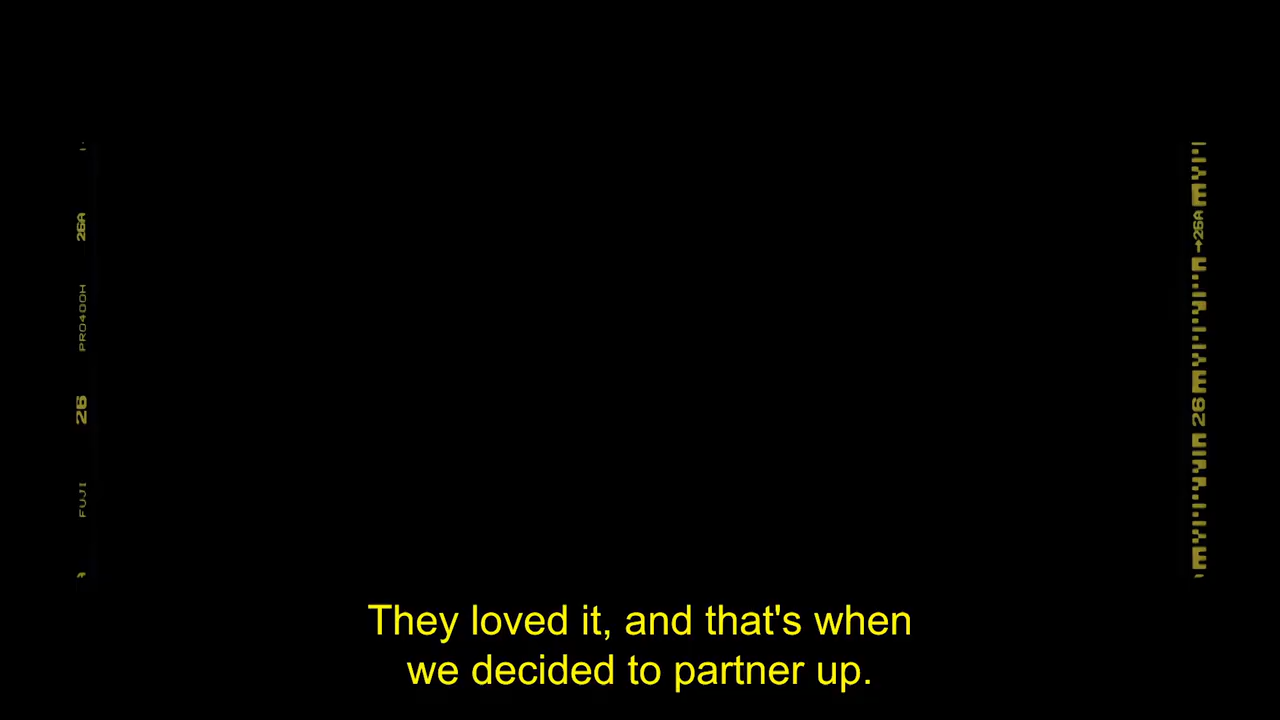 26A
PRO400H
26
FUJI
→26A
26
They loved it, and that's when
we decided to partner up.